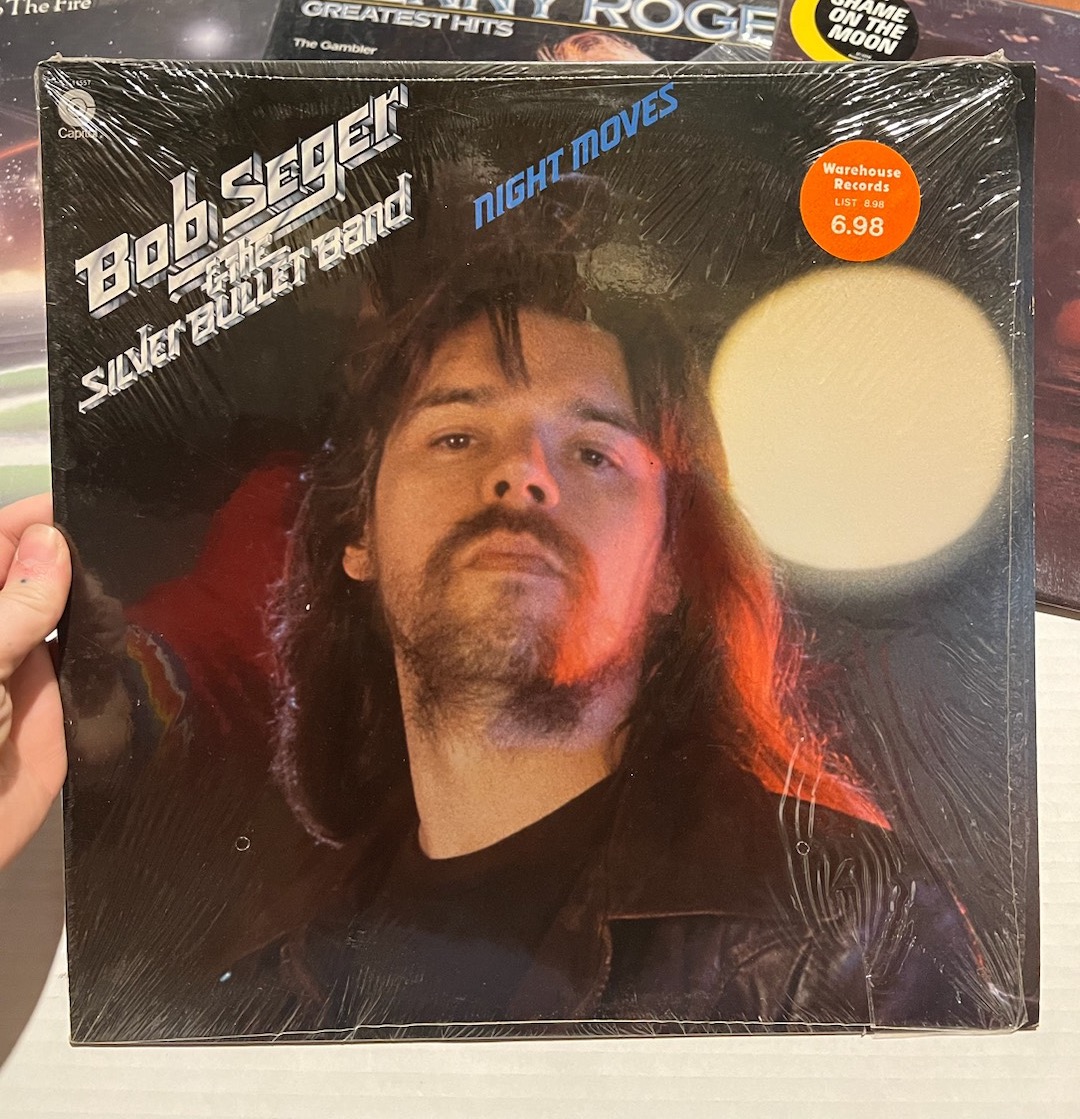 The Fire
GREATEST HITS
The Gambler
SHAME
ON THE
MOON
Capitol
Bob Seger
& the
Silver Bullet Band
NIGHT MOVES
Warehouse
Records
LIST 8.98
6.98